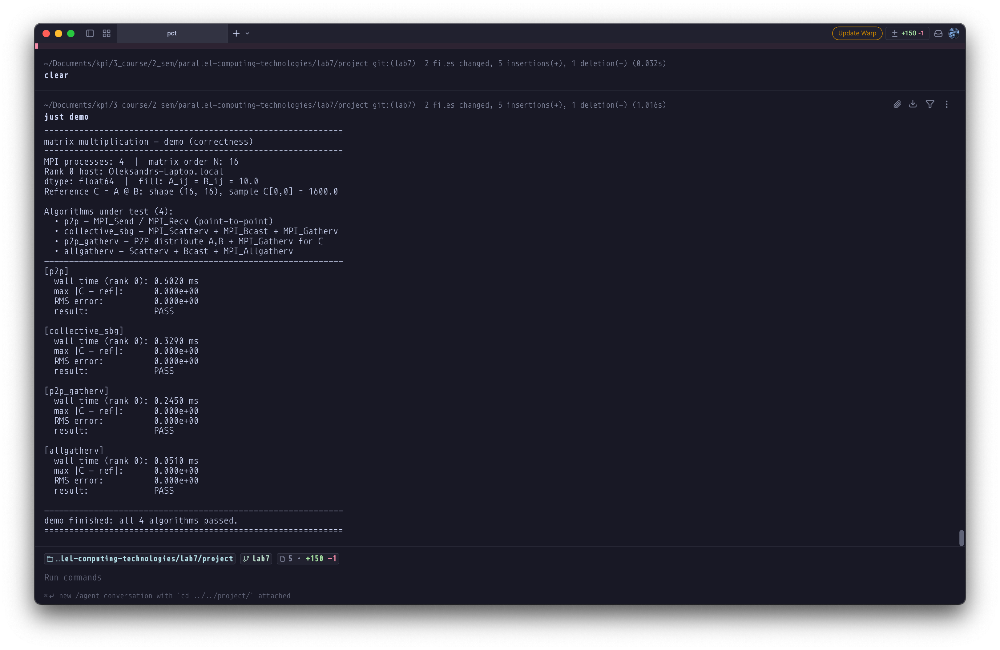 pct
Update Warp
+150 -1
~/Documents/kpi/3_course/2_sem/parallel-computing-technologies/lab7/project git:(lab7)  2 files changed, 5 insertions(+), 1 deletion(-) (0.032s)
clear
~/Documents/kpi/3_course/2_sem/parallel-computing-technologies/lab7/project git:(lab7)  2 files changed, 5 insertions(+), 1 deletion(-) (1.016s)
just demo
============================================================
matrix_multiplication — demo (correctness)
============================================================
MPI processes: 4  |  matrix order N: 16
Rank 0 host: Oleksandrs-Laptop.local
dtype: float64  |  fill: A_ij = B_ij = 10.0
Reference C = A @ B: shape (16, 16), sample C[0,0] = 1600.0
Algorithms under test (4):
• p2p — MPI_Send / MPI_Recv (point-to-point)
• collective_sbg — MPI_Scatterv + MPI_Bcast + MPI_Gatherv
• p2p_gatherv — P2P distribute A,B + MPI_Gatherv for C
• allgatherv — Scatterv + Bcast + MPI_Allgatherv
------------------------------------------------------------
[p2p]
wall time (rank 0): 0.6020 ms
max |C - ref|:      0.000e+00
RMS error:          0.000e+00
result:             PASS
[collective_sbg]
wall time (rank 0): 0.3290 ms
max |C - ref|:      0.000e+00
RMS error:          0.000e+00
result:             PASS
[p2p_gatherv]
wall time (rank 0): 0.2450 ms
max |C - ref|:      0.000e+00
RMS error:          0.000e+00
result:             PASS
[allgatherv]
wall time (rank 0): 0.0510 ms
max |C - ref|:      0.000e+00
RMS error:          0.000e+00
result:             PASS
------------------------------------------------------------
demo finished: all 4 algorithms passed.
============================================================
…lel-computing-technologies/lab7/project lab7 5 • +150 -1
Run commands
⌘⏎ new /agent conversation with `cd ../../project/` attached